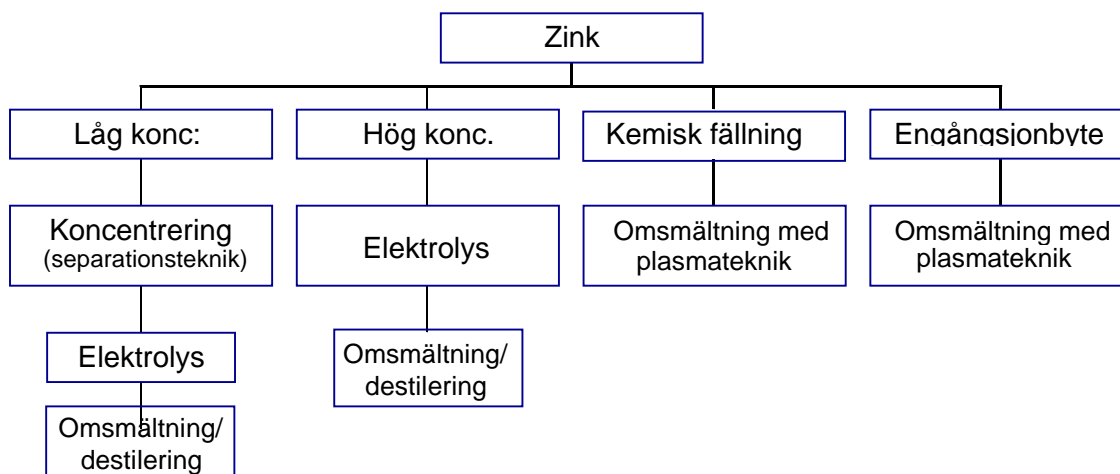 Zink
Låg konc:
Hög konc.
Kemisk fällning
Engångsjonbyte
Koncentrering
(separationsteknik)
Elektrolys
Omsmältning med
plasmateknik
Omsmältning med
plasmateknik
Elektrolys
Omsmältning/
destilering
Omsmältning/
destilering